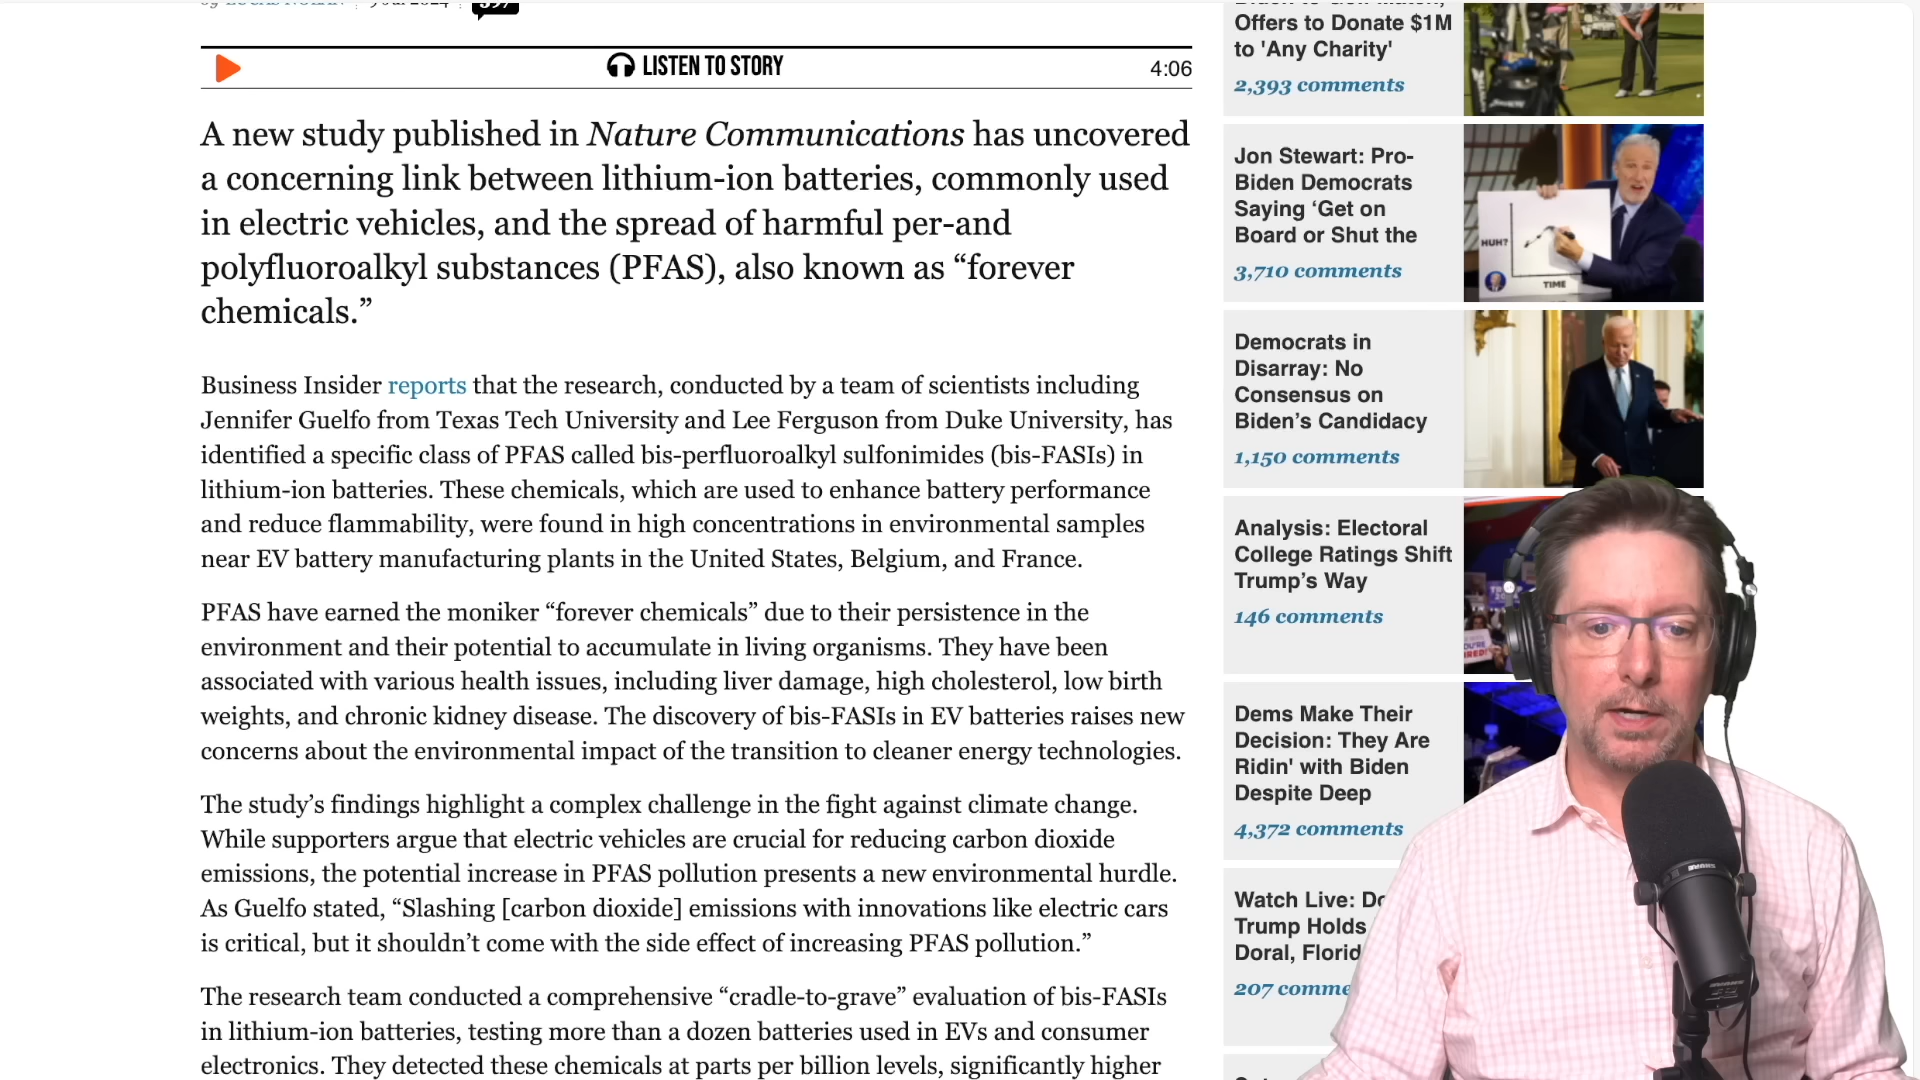 LISTEN TO STORY
4:06
A new study published in Nature Communications has uncovered
a concerning link between lithium-ion batteries, commonly used
in electric vehicles, and the spread of harmful per-and
polyfluoroalkyl substances (PFAS), also known as “forever
chemicals.”
Business Insider reports that the research, conducted by a team of scientists including
Jennifer Guelfo from Texas Tech University and Lee Ferguson from Duke University, has
identified a specific class of PFAS called bis-perfluoroalkyl sulfonimides (bis-FASIs) in
lithium-ion batteries. These chemicals, which are used to enhance battery performance
and reduce flammability, were found in high concentrations in environmental samples
near EV battery manufacturing plants in the United States, Belgium, and France.
PFAS have earned the moniker “forever chemicals” due to their persistence in the
environment and their potential to accumulate in living organisms. They have been
associated with various health issues, including liver damage, high cholesterol, low birth
weights, and chronic kidney disease. The discovery of bis-FASIs in EV batteries raises new
concerns about the environmental impact of the transition to cleaner energy technologies.
The study’s findings highlight a complex challenge in the fight against climate change.
While supporters argue that electric vehicles are crucial for reducing carbon dioxide
emissions, the potential increase in PFAS pollution presents a new environmental hurdle.
As Guelfo stated, “Slashing [carbon dioxide] emissions with innovations like electric cars
is critical, but it shouldn’t come with the side effect of increasing PFAS pollution.”
The research team conducted a comprehensive “cradle-to-grave” evaluation of bis-FASIs
in lithium-ion batteries, testing more than a dozen batteries used in EVs and consumer
electronics. They detected these chemicals at parts per billion levels, significantly higher
Offers to Donate $1M
to 'Any Charity'
2,393 comments
Jon Stewart: Pro-
Biden Democrats
Saying ‘Get on
Board or Shut the
3,710 comments
HUH?
TIME
Democrats in
Disarray: No
Consensus on
Biden’s Candidacy
1,150 comments
Analysis: Electoral
College Ratings Shift
Trump’s Way
146 comments
Dems Make Their
Decision: They Are
Ridin' with Biden
Despite Deep
4,372 comments
Watch Live:
Trump Holds
Doral,
207